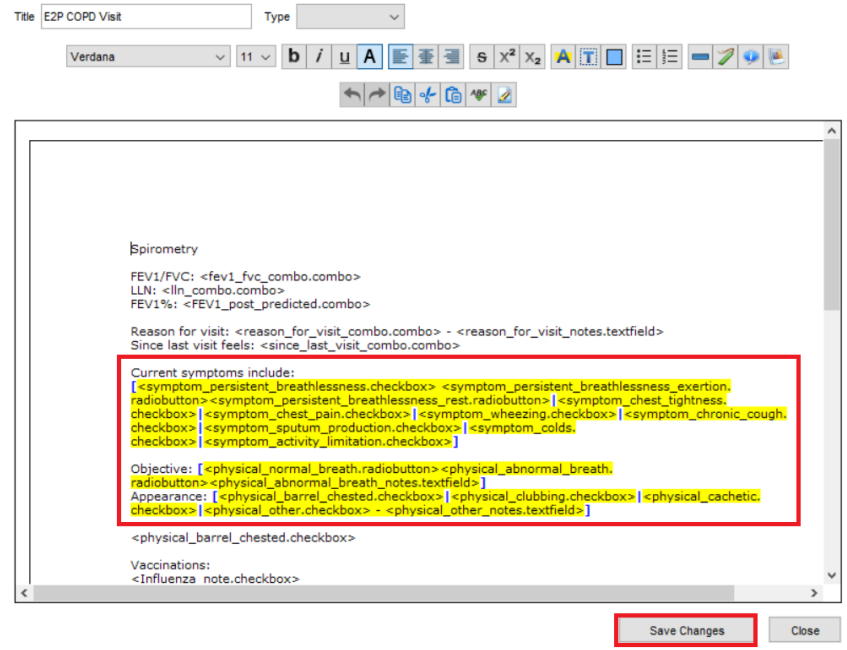 Title E2P COPD Visit Type
Verdana 11 b i u A S X² X₂ A T
ABC
Spirometry
FEV1/FVC: <fev1_fvc_combo.combo>
LLN: <lln_combo.combo>
FEV1%: <FEV1_post_predicted.combo>
Reason for visit: <reason_for_visit_combo.combo> - <reason_for_visit_notes.textfield>
Since last visit feels: <since_last_visit_combo.combo>
Current symptoms include:
[<symptom_persistent_breathlessness.checkbox> <symptom_persistent_breathlessness_exertion.
radiobutton><symptom_persistent_breathlessness_rest.radiobutton>|<symptom_chest_tightness.
checkbox>|<symptom_chest_pain.checkbox>|<symptom_wheezing.checkbox>|<symptom_chronic_cough.
checkbox>|<symptom_sputum_production.checkbox>|<symptom_colds.
checkbox>|<symptom_activity_limitation.checkbox>]
Objective: [<physical_normal_breath.radiobutton><physical_abnormal_breath.
radiobutton><physical_abnormal_breath_notes.textfield>]
Appearance: [<physical_barrel_chested.checkbox>|<physical_clubbing.checkbox>|<physical_cachetic.
checkbox>|<physical_other.checkbox> - <physical_other_notes.textfield>]
<physical_barrel_chested.checkbox>
Vaccinations:
<Influenza_note.checkbox>
Save Changes Close